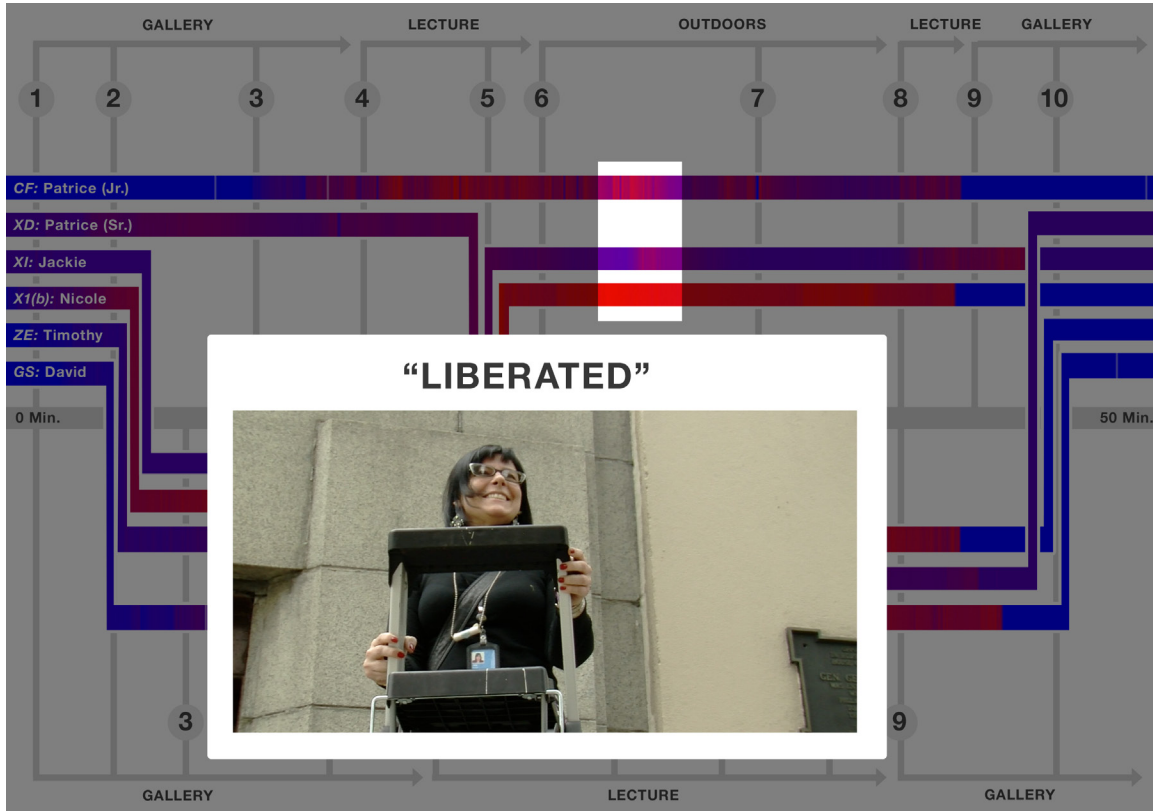 GALLERY LECTURE OUTDOORS LECTURE GALLERY
1 2 3 4 5 6 7 8 9 10
CF: Patrice (Jr.)
XD: Patrice (Sr.)
XI: Jackie
X1(b): Nicole
ZE: Timothy
GS: David
0 Min. 50 Min.
“LIBERATED”
3 9
GALLERY LECTURE GALLERY